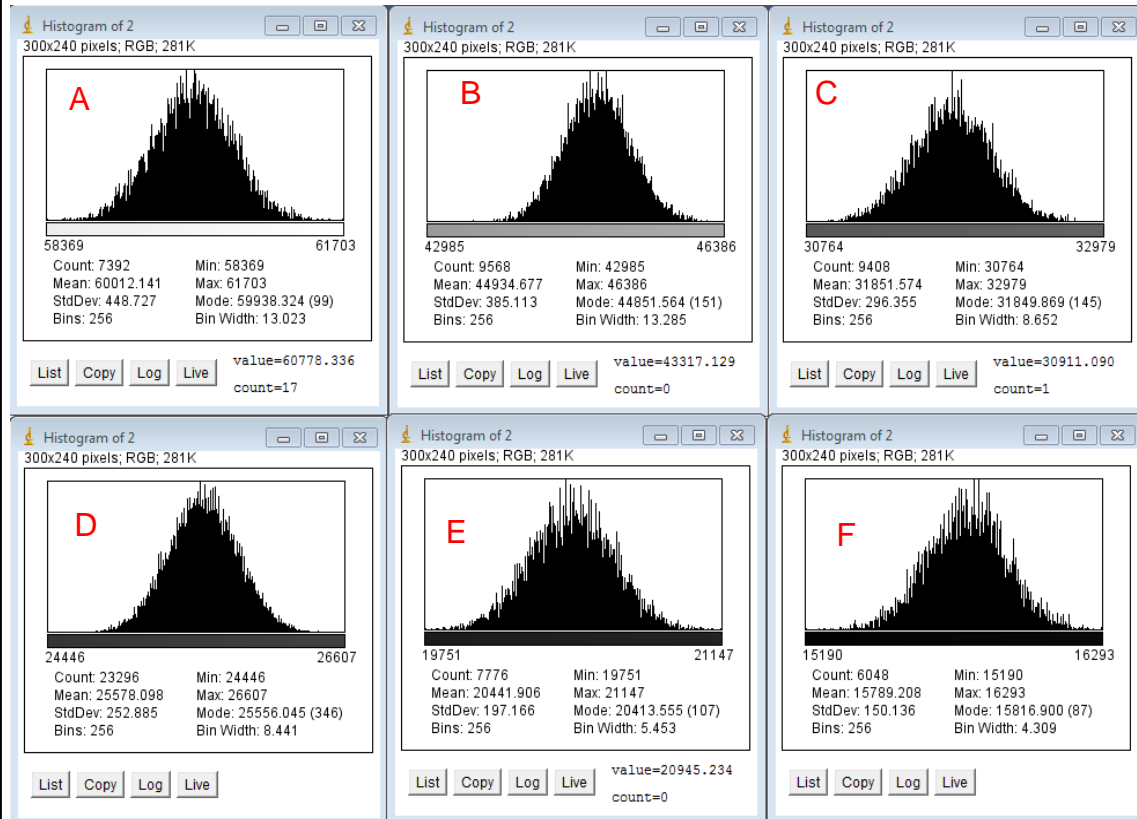 Histogram of 2
300x240 pixels; RGB; 281K
A
58369 61703
Count: 7392 Min: 58369
Mean: 60012.141 Max: 61703
StdDev: 448.727 Mode: 59938.324 (99)
Bins: 256 Bin Width: 13.023
List Copy Log Live value=60778.336
count=17
Histogram of 2
300x240 pixels; RGB; 281K
B
42985 46386
Count: 9568 Min: 42985
Mean: 44934.677 Max: 46386
StdDev: 385.113 Mode: 44851.564 (151)
Bins: 256 Bin Width: 13.285
List Copy Log Live value=43317.129
count=0
Histogram of 2
300x240 pixels; RGB; 281K
C
30764 32979
Count: 9408 Min: 30764
Mean: 31851.574 Max: 32979
StdDev: 296.355 Mode: 31849.869 (145)
Bins: 256 Bin Width: 8.652
List Copy Log Live value=30911.090
count=1
Histogram of 2
300x240 pixels; RGB; 281K
D
24446 26607
Count: 23296 Min: 24446
Mean: 25578.098 Max: 26607
StdDev: 252.885 Mode: 25556.045 (346)
Bins: 256 Bin Width: 8.441
List Copy Log Live
Histogram of 2
300x240 pixels; RGB; 281K
E
19751 21147
Count: 7776 Min: 19751
Mean: 20441.906 Max: 21147
StdDev: 197.166 Mode: 20413.555 (107)
Bins: 256 Bin Width: 5.453
List Copy Log Live value=20945.234
count=0
Histogram of 2
300x240 pixels; RGB; 281K
F
15190 16293
Count: 6048 Min: 15190
Mean: 15789.208 Max: 16293
StdDev: 150.136 Mode: 15816.900 (87)
Bins: 256 Bin Width: 4.309
List Copy Log Live